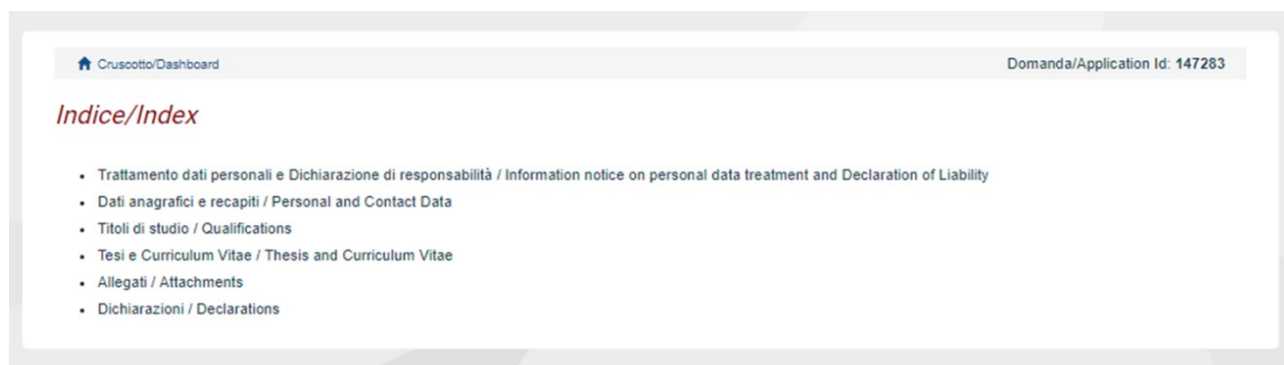 Cruscotto/Dashboard Domanda/Application Id: 147283
Indice/Index
• Trattamento dati personali e Dichiarazione di responsabilità / Information notice on personal data treatment and Declaration of Liability
• Dati anagrafici e recapiti / Personal and Contact Data
• Titoli di studio / Qualifications
• Tesi e Curriculum Vitae / Thesis and Curriculum Vitae
• Allegati / Attachments
• Dichiarazioni / Declarations